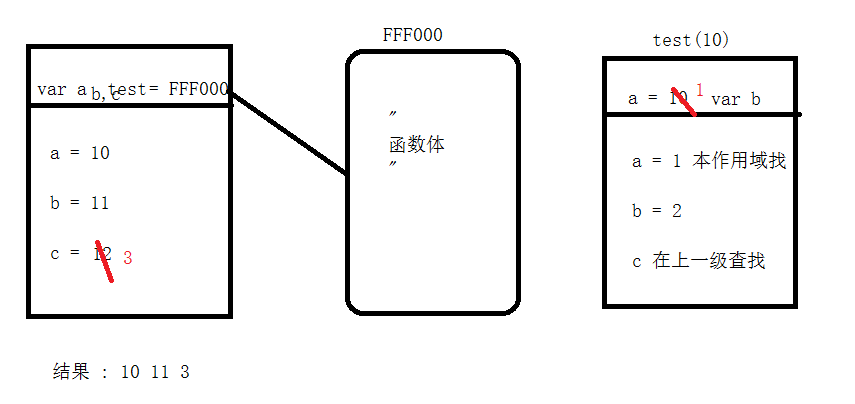 FFF000
test(10)
var a b,c test= FFF000
a = 10
b = 11
c = 12 3
"
函数体
"
a = 10 1 var b
a = 1 本作用域找
b = 2
c 在上一级查找
结果 : 10 11 3